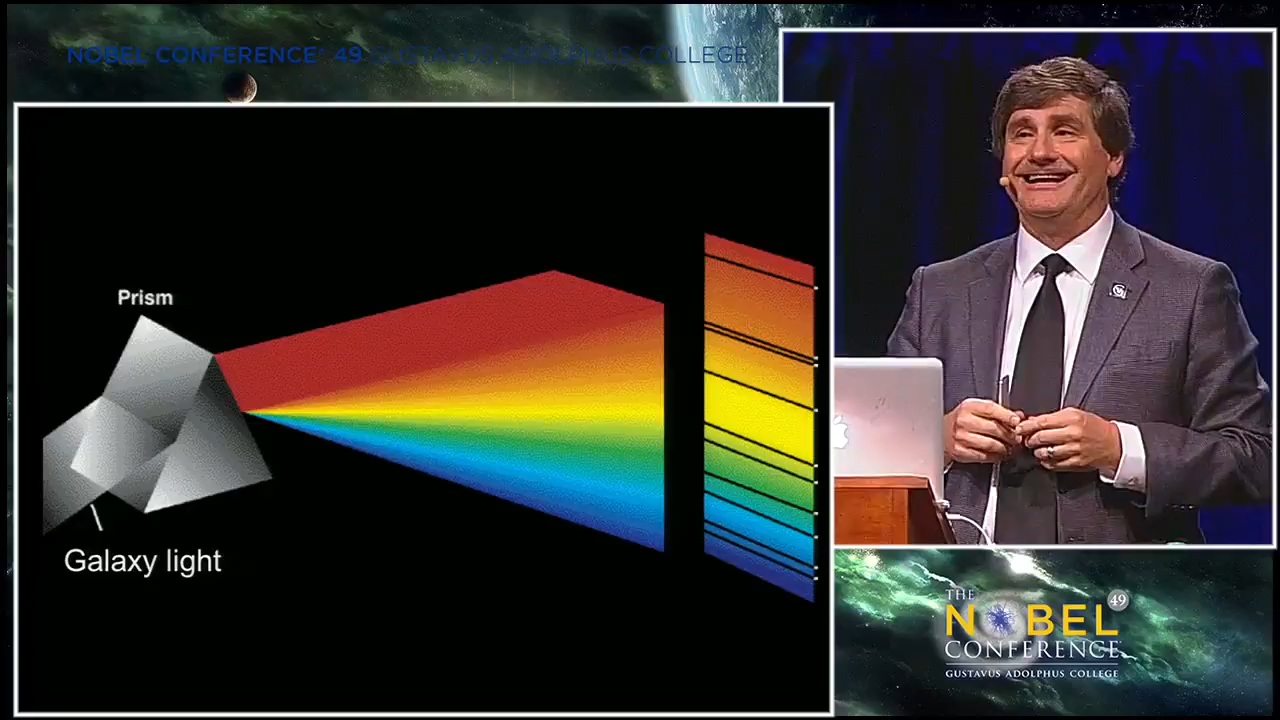 NOBEL CONFERENCE® 49 GUSTAVUS ADOLPHUS COLLEGE
Prism
Galaxy light
THE
NOBEL
49
CONFERENCE
GUSTAVUS ADOLPHUS COLLEGE